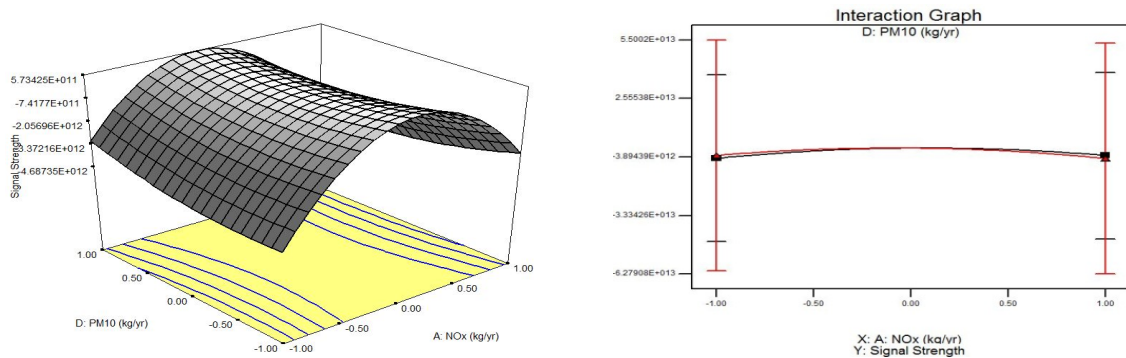 5.73425E+011
-7.4177E+011
-2.05696E+012
3.37216E+012
-4.68735E+012
Signal Strength
1.00
0.50
0.00
-0.50
-1.00
D: PM10 (kg/yr)
-1.00
-0.50
0.00
0.50
1.00
A: NOx (kg/yr)
Interaction Graph
D: PM10 (kg/yr)
5.5002E+013
2.55538E+013
-3.89439E+012
-3.33426E+013
-6.27908E+013
-1.00
-0.50
0.00
0.50
1.00
X: A: NOx (kg/yr)
Y: Signal Strength